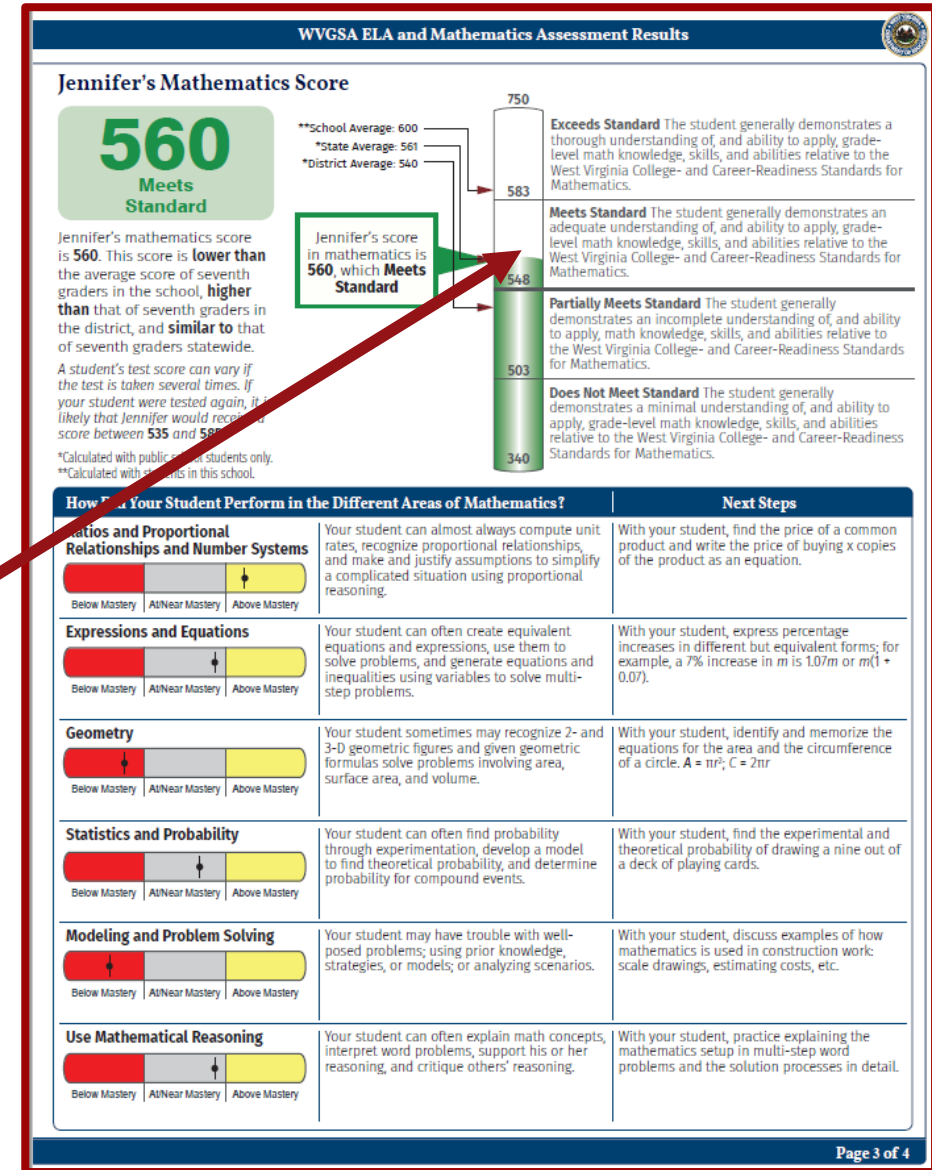 WVGSA ELA and Mathematics Assessment Results
Jennifer's Mathematics Score
560
Meets
Standard
Jennifer's mathematics score
is 560. This score is lower than
the average score of seventh
graders in the school, higher
than that of seventh graders in
the district, and similar to that
of seventh graders statewide.
A student's test score can vary if
the test is taken several times. If
your student were tested again, it
likely that Jennifer would
score between 535 and
*Calculated with public students only.
**Calculated with in this school.
**School Average: 600
*State Average: 561
*District Average: 540
Jennifer's score
in mathematics is
560, which Meets
Standard
750
583
548
503
340
Exceeds Standard The student generally demonstrates a
thorough understanding of, and ability to apply, grade-
level math knowledge, skills, and abilities relative to the
West Virginia College- and Career-Readiness Standards for
Mathematics.
Meets Standard The student generally demonstrates an
adequate understanding of, and ability to apply, grade-
level math knowledge, skills, and abilities relative to the
West Virginia College- and Career-Readiness Standards for
Mathematics.
Partially Meets Standard The student generally
demonstrates an incomplete understanding of, and ability
to apply, math knowledge, skills, and abilities relative to
the West Virginia College- and Career-Readiness Standards
for Mathematics.
Does Not Meet Standard The student generally
demonstrates a minimal understanding of, and ability to
apply, grade-level math knowledge, skills, and abilities
relative to the West Virginia College- and Career-Readiness
Standards for Mathematics.
How Your Student Perform in the Different Areas of Mathematics?
Next Steps
Ratios and Proportional
Relationships and Number Systems
Below Mastery At/Near Mastery Above Mastery
Your student can almost always compute unit
rates, recognize proportional relationships,
and make and justify assumptions to simplify
a complicated situation using proportional
reasoning.
With your student, find the price of a common
product and write the price of buying x copies
of the product as an equation.
Expressions and Equations
Below Mastery At/Near Mastery Above Mastery
Your student can often create equivalent
equations and expressions, use them to
solve problems, and generate equations and
inequalities using variables to solve multi-
step problems.
With your student, express percentage
increases in different but equivalent forms; for
example, a 7% increase in m is 1.07m or m(1 +
0.07).
Geometry
Below Mastery At/Near Mastery Above Mastery
Your student sometimes may recognize 2- and
3-D geometric figures and given geometric
formulas solve problems involving area,
surface area, and volume.
With your student, identify and memorize the
equations for the area and the circumference
of a circle. A = πr²; C = 2πr
Statistics and Probability
Below Mastery At/Near Mastery Above Mastery
Your student can often find probability
through experimentation, develop a model
to find theoretical probability, and determine
probability for compound events.
With your student, find the experimental and
theoretical probability of drawing a nine out of
a deck of playing cards.
Modeling and Problem Solving
Below Mastery At/Near Mastery Above Mastery
Your student may have trouble with well-
posed problems; using prior knowledge,
strategies, or models; or analyzing scenarios.
With your student, discuss examples of how
mathematics is used in construction work:
scale drawings, estimating costs, etc.
Use Mathematical Reasoning
Below Mastery At/Near Mastery Above Mastery
Your student can often explain math concepts,
interpret word problems, support his or her
reasoning, and critique others' reasoning.
With your student, practice explaining the
mathematics setup in multi-step word
problems and the solution processes in detail.
Page 3 of 4